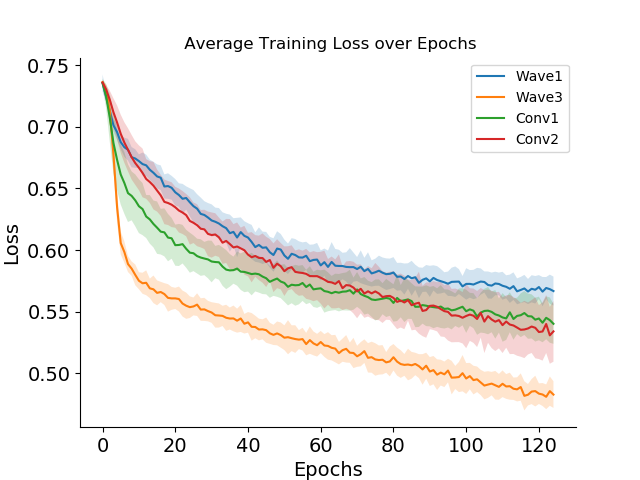 Average Training Loss over Epochs
Loss
0.75
0.70
0.65
0.60
0.55
0.50
Wave1
Wave3
Conv1
Conv2
0 20 40 60 80 100 120
Epochs